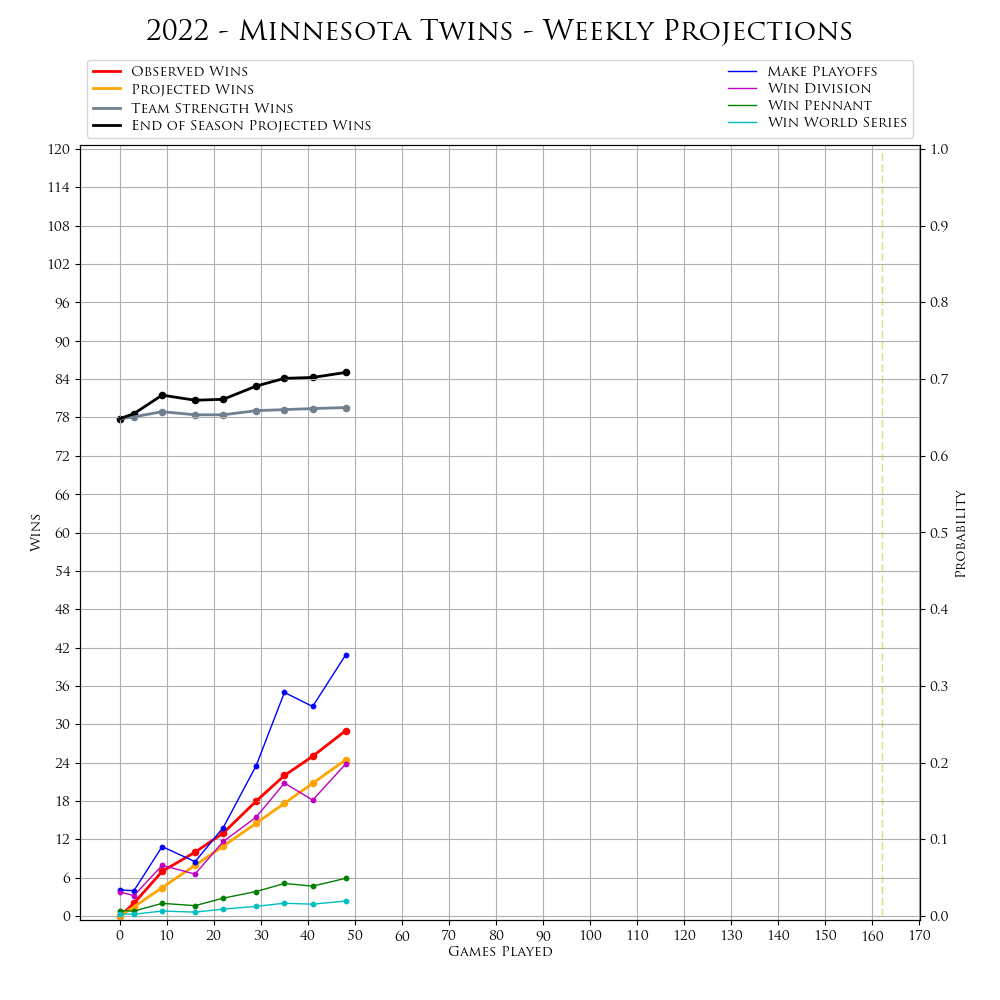 2022 - Minnesota Twins - Weekly Projections
Observed Wins
Projected Wins
Team Strength Wins
End of Season Projected Wins
Make Playoffs
Win Division
Win Pennant
Win World Series
120
114
108
102
96
90
84
78
72
66
60
54
48
42
36
30
24
18
12
6
0
Wins
1.0
0.9
0.8
0.7
0.6
0.5
0.4
0.3
0.2
0.1
0.0
Probability
0 10 20 30 40 50 60 70 80 90 100 110 120 130 140 150 160 170
Games Played